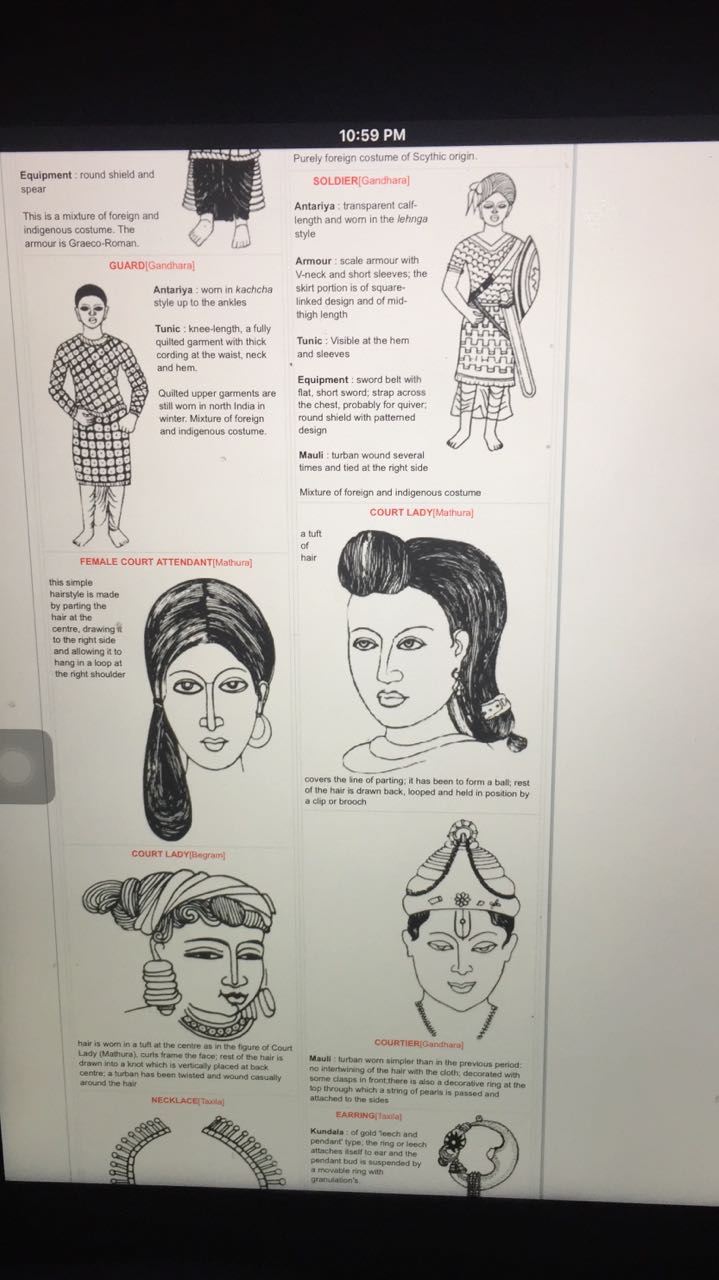 10:59 PM
Equipment : round shield and
spear
This is a mixture of foreign and
indigenous costume. The
armour is Graeco-Roman.
Purely foreign costume of Scythic origin.
GUARD[Gandhara]
Antariya : worn in kachcha
style up to the ankles
Tunic : knee-length, a fully
quilted garment with thick
cording at the waist, neck
and hem.
Quilted upper garments are
still worn in north India in
winter. Mixture of foreign
and indigenous costume.
SOLDIER[Gandhara]
Antariya : transparent calf-
length and worn in the lehnga
style
Armour : scale armour with
V-neck and short sleeves; the
skirt portion is of square-
linked design and of mid-
thigh length
Tunic : Visible at the hem
and sleeves
Equipment : sword belt with
flat, short sword; strap across
the chest, probably for quiver;
round shield with patterned
design
Mauli : turban wound several
times and tied at the right side
Mixture of foreign and indigenous costume
FEMALE COURT ATTENDANT[Mathura]
this simple
hairstyle is made
by parting the
hair at the
centre, drawing it
to the right side
and allowing it to
hang in a loop at
the right shoulder
COURT LADY[Mathura]
a tuft
of
hair
covers the line of parting; it has been to form a ball; rest
of the hair is drawn back, looped and held in position by
a clip or brooch
COURT LADY[Begram]
hair is worn in a tuft at the centre as in the figure of Court
Lady (Mathura), curls frame the face; rest of the hair is
drawn into a knot which is vertically placed at back
centre; a turban has been twisted and wound casually
around the hair
COURTIER[Gandhara]
Mauli : turban worn simpler than in the previous period;
no intertwining of the hair with the cloth; decorated with
some clasps in front;there is also a decorative ring at the
top through which a string of pearls is passed and
attached to the sides
NECKLACE[Taxila]
EARRING[Taxila]
Kundala : of gold 'leech and
pendant' type; the ring or leech
attaches itself to ear and the
pendant bud is suspended by
a movable ring with
granulation's.